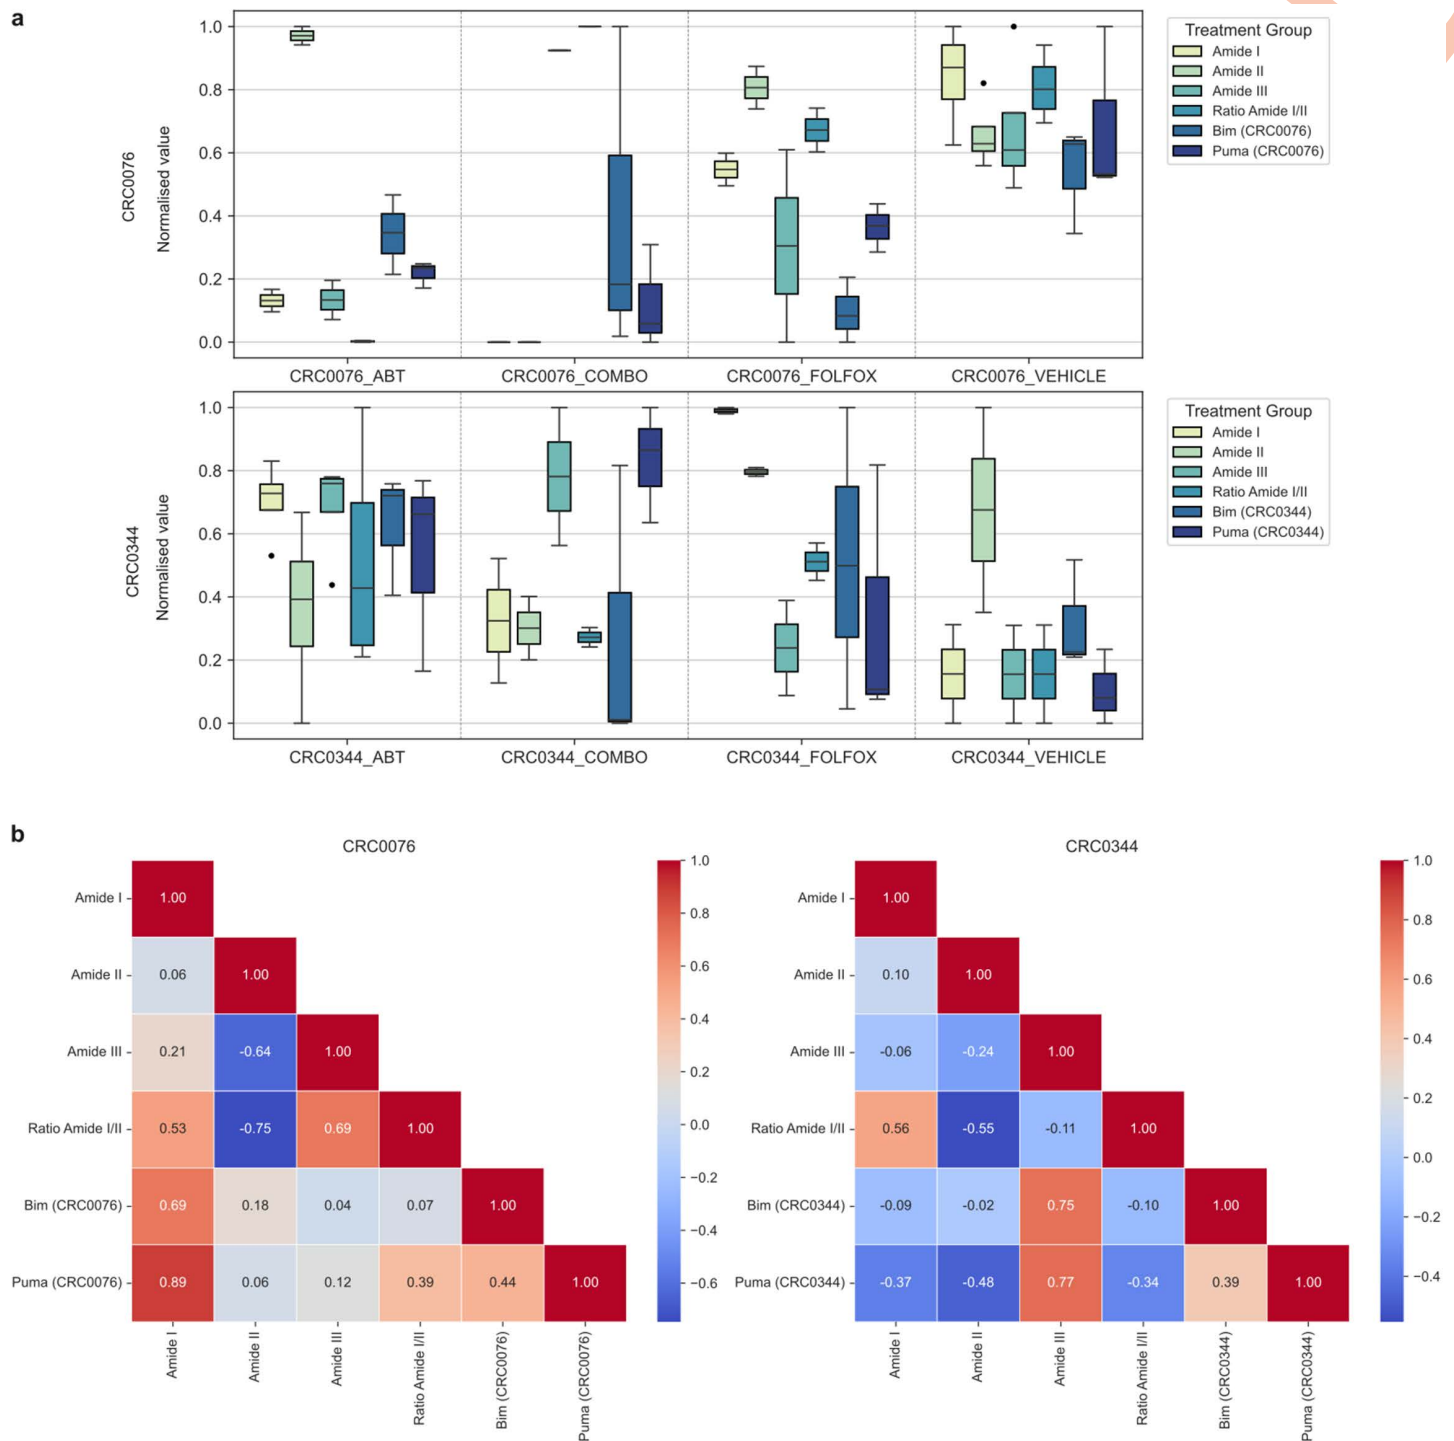 a
CRC0076
Normalised value
1.0
0.8
0.6
0.4
0.2
0.0
CRC0076_ABT
CRC0076_COMBO
CRC0076_FOLFOX
CRC0076_VEHICLE
Treatment Group
Amide I
Amide II
Amide III
Ratio Amide I/II
Bim (CRC0076)
Puma (CRC0076)
CRC0344
Normalised value
1.0
0.8
0.6
0.4
0.2
0.0
CRC0344_ABT
CRC0344_COMBO
CRC0344_FOLFOX
CRC0344_VEHICLE
Treatment Group
Amide I
Amide II
Amide III
Ratio Amide I/II
Bim (CRC0344)
Puma (CRC0344)
b
CRC0076
Amide I 1.00
Amide II 0.06 1.00
Amide III 0.21 -0.64 1.00
Ratio Amide I/II 0.53 -0.75 0.69 1.00
Bim (CRC0076) 0.69 0.18 0.04 0.07 1.00
Puma (CRC0076) 0.89 0.06 0.12 0.39 0.44 1.00
Amide I
Amide II
Amide III
Ratio Amide I/II
Bim (CRC0076)
Puma (CRC0076)
1.0
0.8
0.6
0.4
0.2
0.0
−0.2
−0.4
−0.6
CRC0344
Amide I 1.00
Amide II 0.10 1.00
Amide III -0.06 -0.24 1.00
Ratio Amide I/II 0.56 -0.55 -0.11 1.00
Bim (CRC0344) -0.09 -0.02 0.75 -0.10 1.00
Puma (CRC0344) -0.37 -0.48 0.77 -0.34 0.39 1.00
Amide I
Amide II
Amide III
Ratio Amide I/II
Bim (CRC0344)
Puma (CRC0344)
1.0
0.8
0.6
0.4
0.2
0.0
−0.2
−0.4